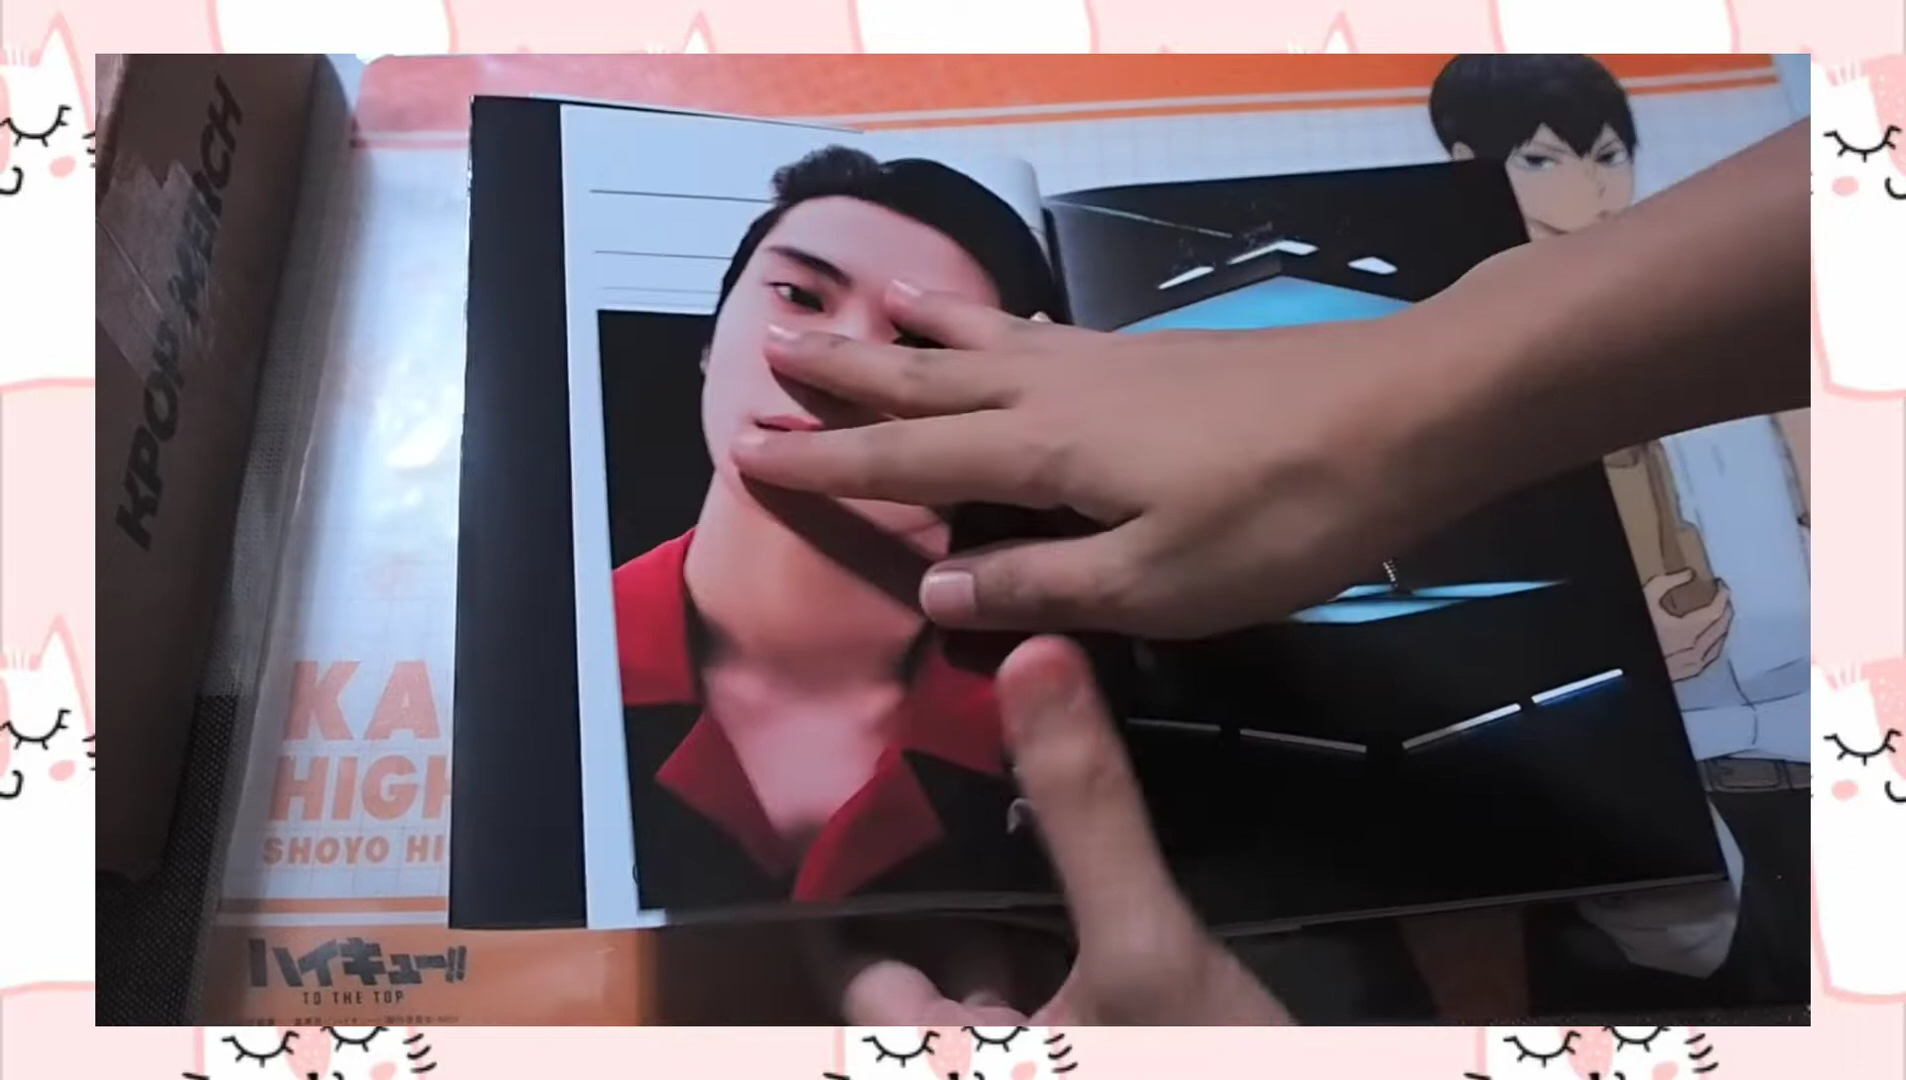 KPOP MERCH
KA
HIGH
SHOYO HI
ハイキュー!!
TO THE TOP